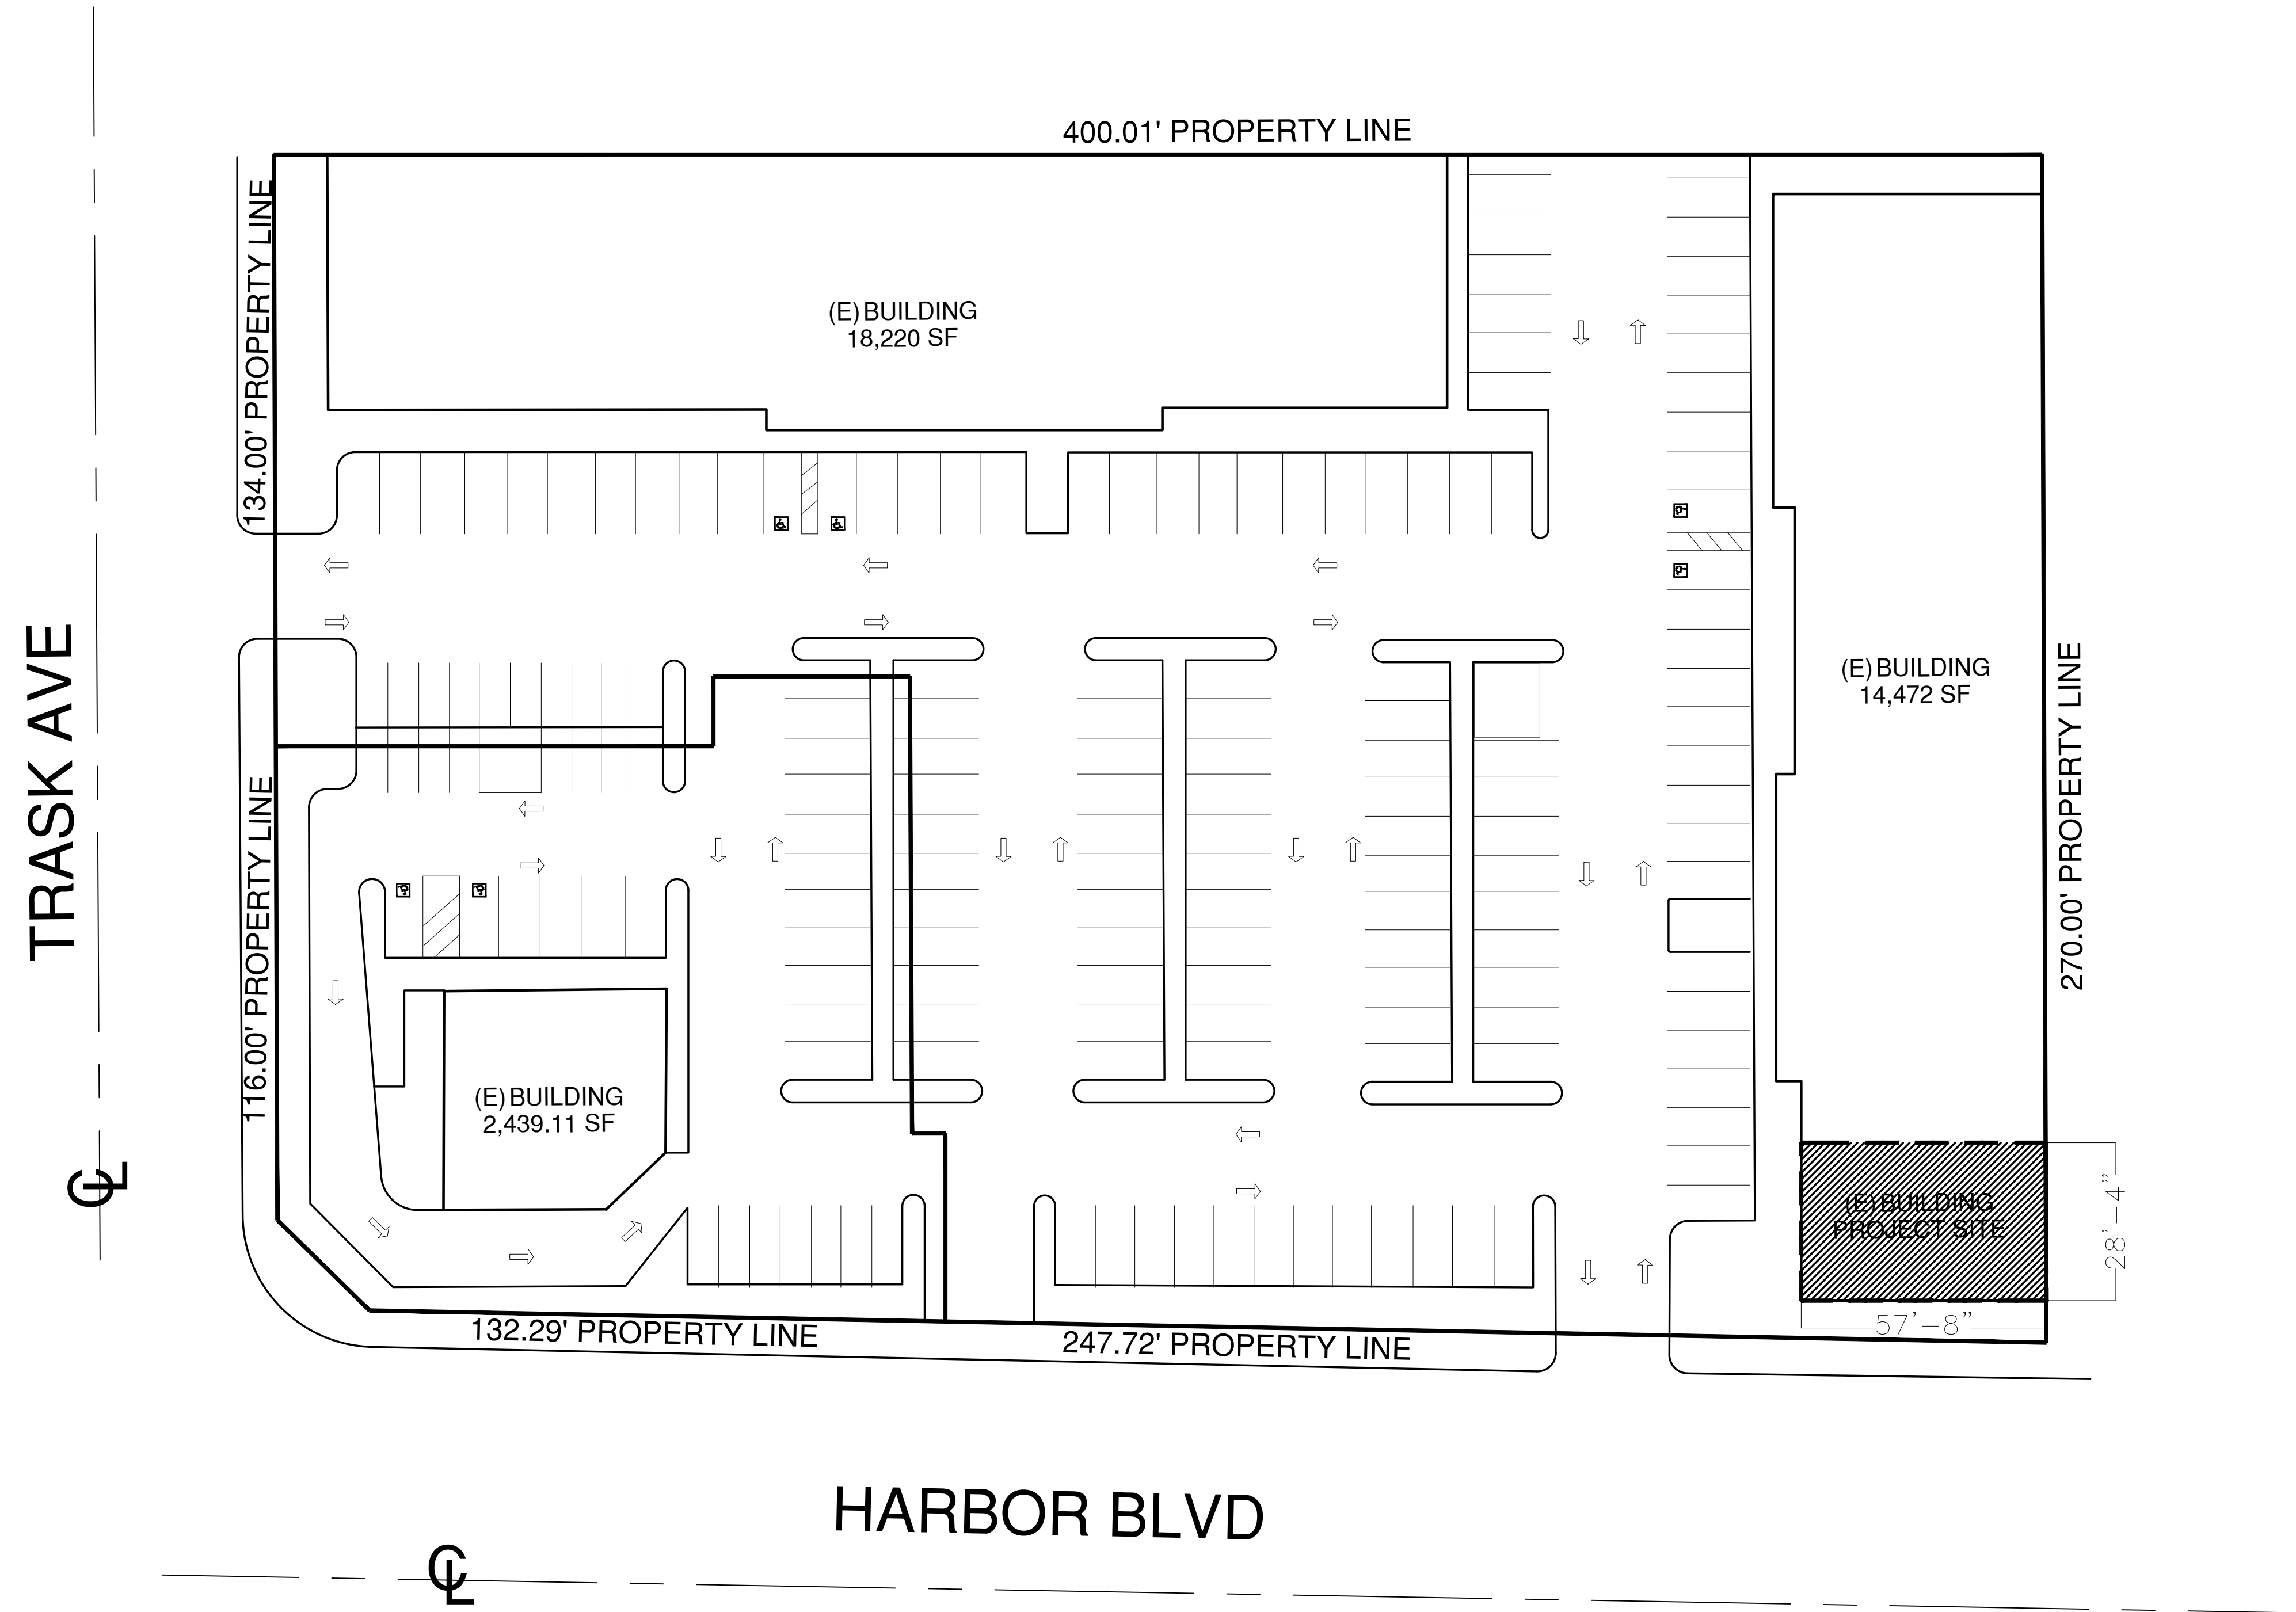 400.01' PROPERTY LINE
134.00' PROPERTY LINE
(E) BUILDING
18,220 SF
TRASK AVE
(E) BUILDING
14,472 SF
270.00' PROPERTY LINE
116.00' PROPERTY LINE
(E) BUILDING
2,439.11 SF
CL
(E) BUILDING
PROJECT SITE
28'-4"
57'-8"
132.29' PROPERTY LINE
247.72' PROPERTY LINE
HARBOR BLVD
CL